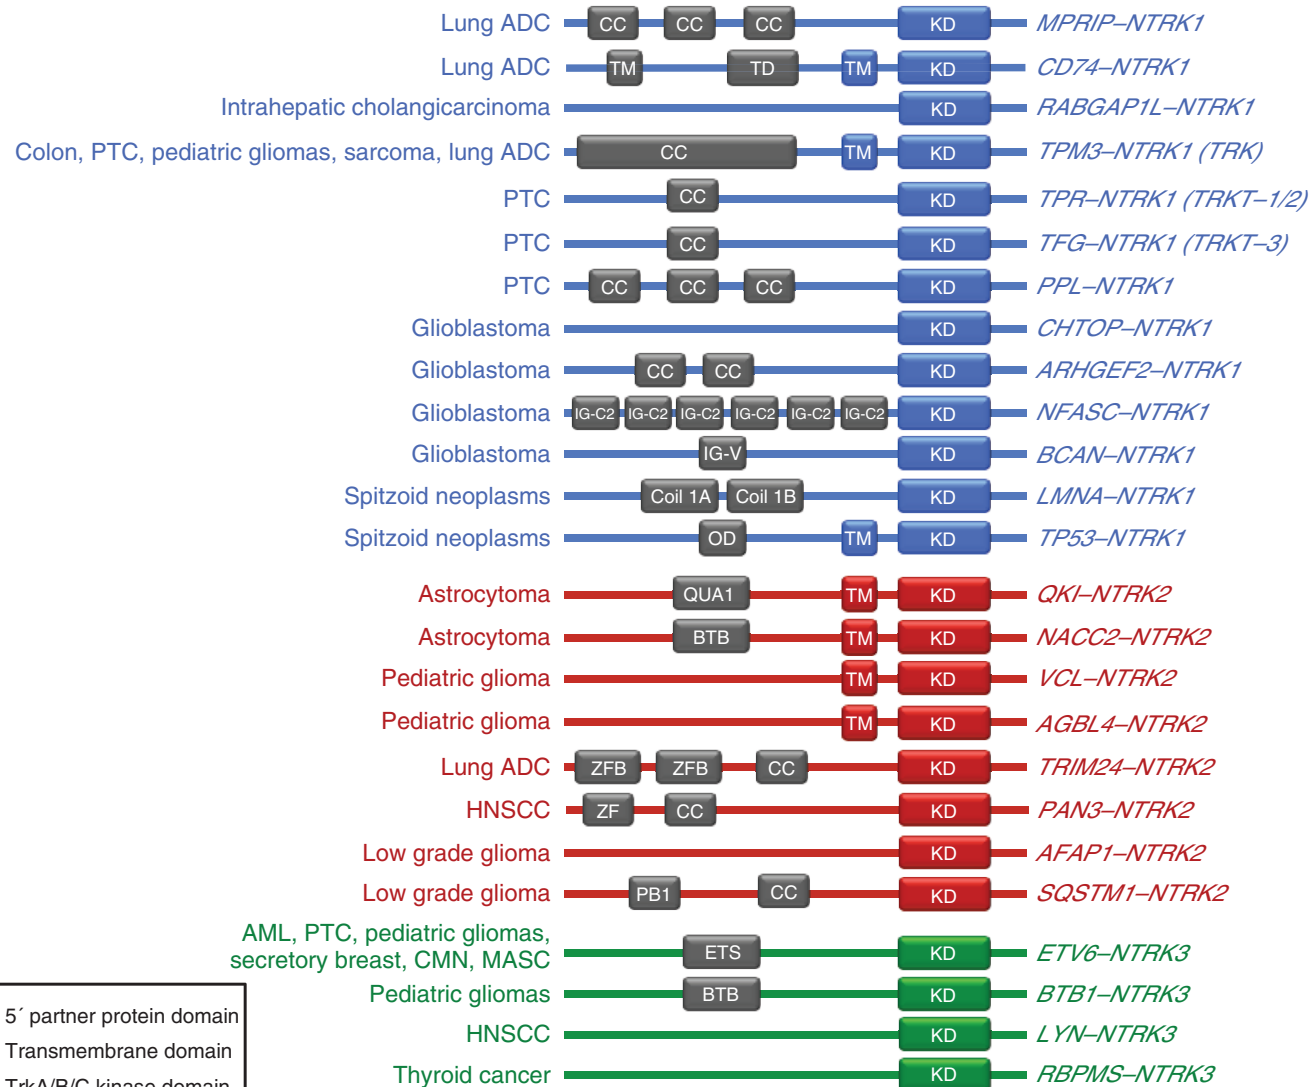 Lung ADC CC CC CC KD MPRIP–NTRK1
Lung ADC TM TD TM KD CD74–NTRK1
Intrahepatic cholangicarcinoma KD RABGAP1L–NTRK1
Colon, PTC, pediatric gliomas, sarcoma, lung ADC CC TM KD TPM3–NTRK1 (TRK)
PTC CC KD TPR–NTRK1 (TRKT–1/2)
PTC CC KD TFG–NTRK1 (TRKT–3)
PTC CC CC CC KD PPL–NTRK1
Glioblastoma KD CHTOP–NTRK1
Glioblastoma CC CC KD ARHGEF2–NTRK1
Glioblastoma IG-C2 IG-C2 IG-C2 IG-C2 IG-C2 IG-C2 KD NFASC–NTRK1
Glioblastoma IG-V KD BCAN–NTRK1
Spitzoid neoplasms Coil 1A Coil 1B KD LMNA–NTRK1
Spitzoid neoplasms OD TM KD TP53–NTRK1
Astrocytoma QUA1 TM KD QKI–NTRK2
Astrocytoma BTB TM KD NACC2–NTRK2
Pediatric glioma TM KD VCL–NTRK2
Pediatric glioma TM KD AGBL4–NTRK2
Lung ADC ZFB ZFB CC KD TRIM24–NTRK2
HNSCC ZF CC KD PAN3–NTRK2
Low grade glioma KD AFAP1–NTRK2
Low grade glioma PB1 CC KD SQSTM1–NTRK2
AML, PTC, pediatric gliomas,
secretory breast, CMN, MASC ETS KD ETV6–NTRK3
Pediatric gliomas BTB KD BTB1–NTRK3
HNSCC KD LYN–NTRK3
Thyroid cancer KD RBPMS–NTRK3
5´ partner protein domain
Transmembrane domain
TrkA/B/C kinase domain